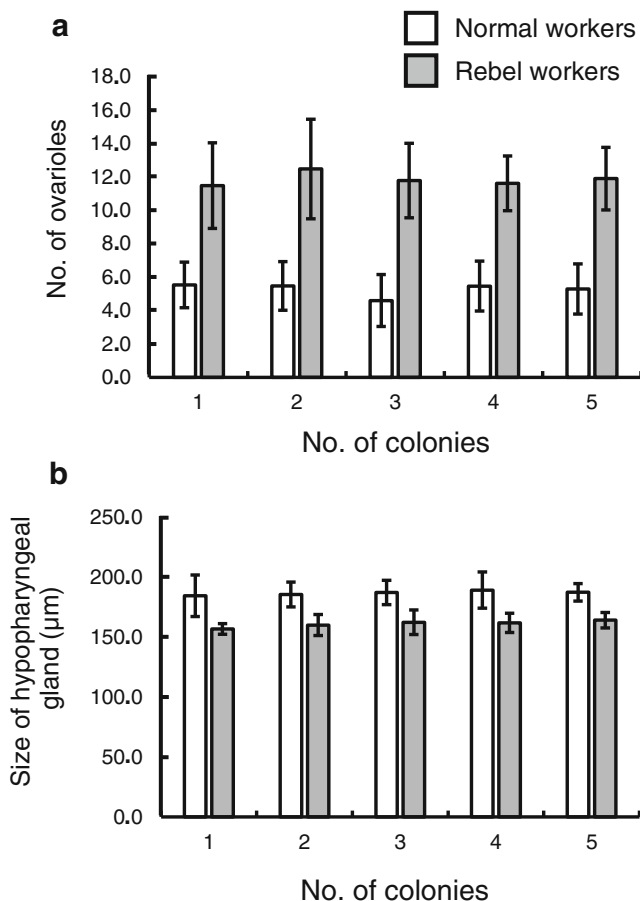 a
Normal workers
Rebel workers
18.0
16.0
14.0
12.0
10.0
8.0
6.0
4.0
2.0
0.0
No. of ovarioles
1 2 3 4 5
No. of colonies
b
250.0
200.0
150.0
100.0
50.0
0.0
Size of hypopharyngeal
gland (μm)
1 2 3 4 5
No. of colonies